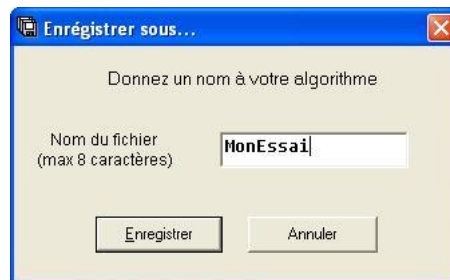 Enrégistrer sous...
Donnez un nom à votre algorithme
Nom du fichier
(max 8 caractères)
MonEssai
Enregistrer
Annuler